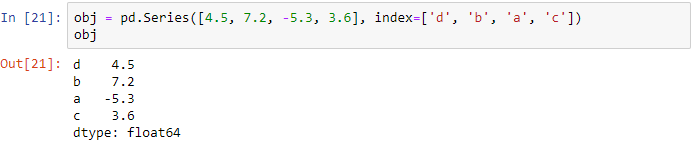 In [21]: obj = pd.Series([4.5, 7.2, -5.3, 3.6], index=['d', 'b', 'a', 'c'])
obj
Out[21]: d    4.5
b    7.2
a   -5.3
c    3.6
dtype: float64